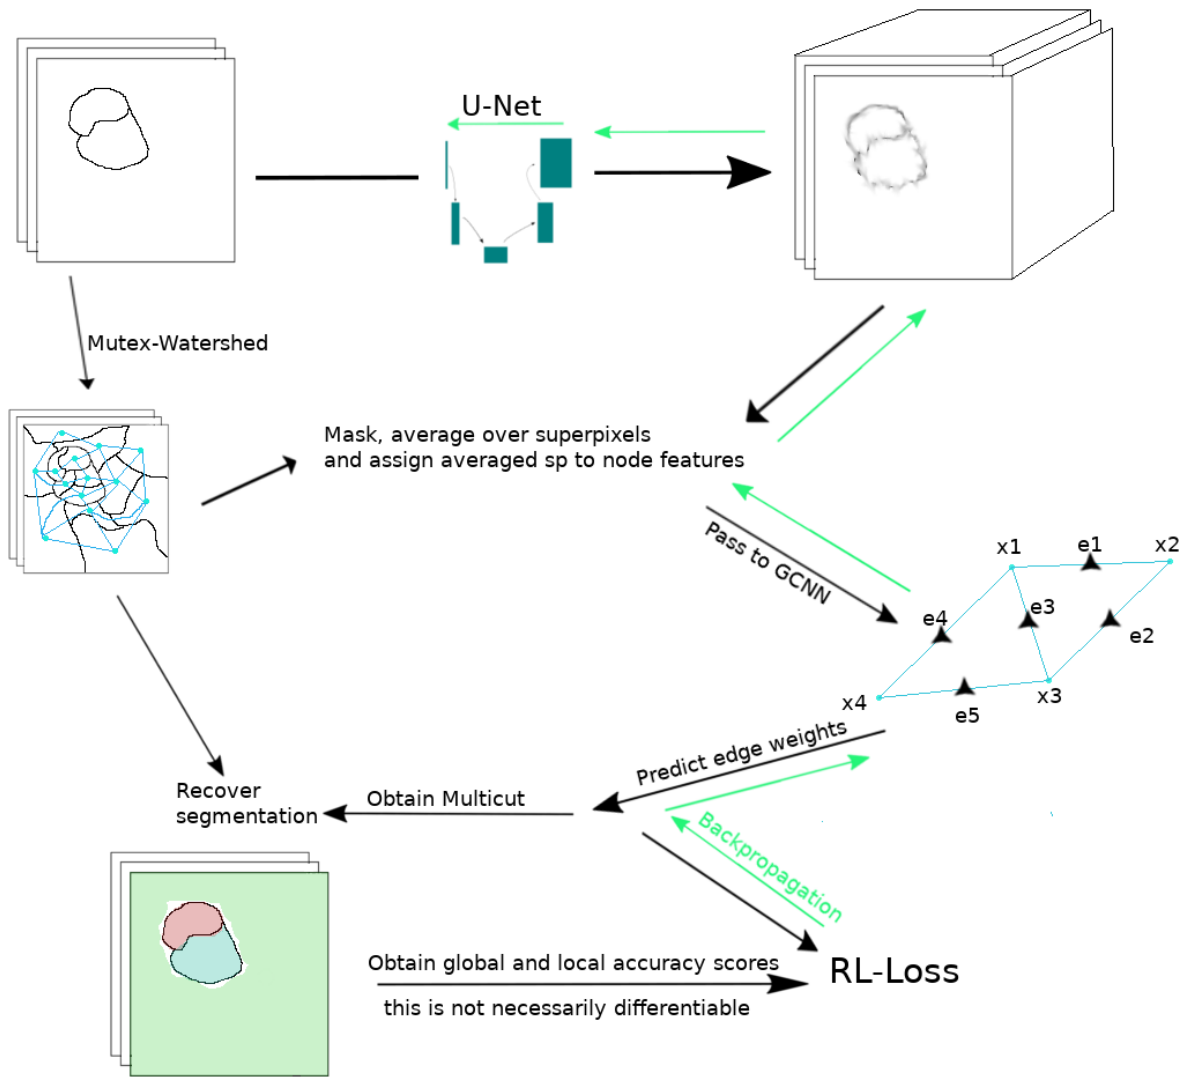 U-Net
Mutex-Watershed
Mask, average over superpixels
and assign averaged sp to node features
Pass to GCNN
x1
e1
x2
e4
e3
e2
x4
e5
x3
Predict edge weights
Recover
segmentation
Obtain Multicut
Backpropagation
Obtain global and local accuracy scores
this is not necessarily differentiable
RL-Loss